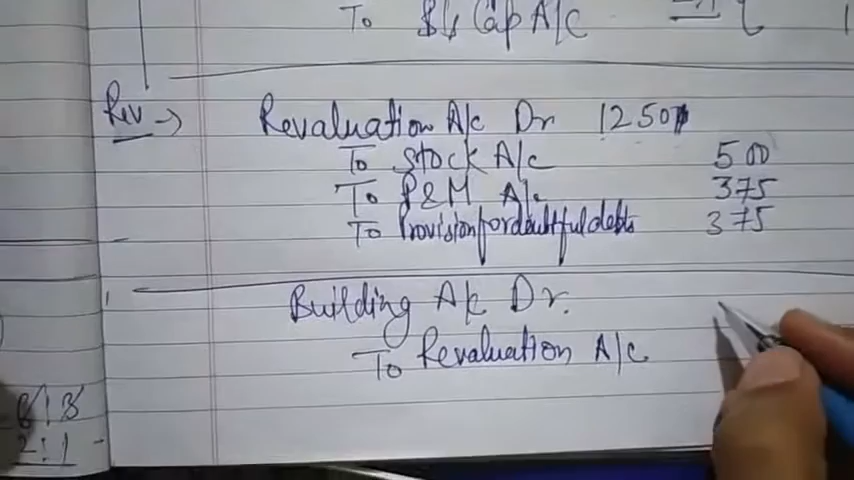 To B's Cap A/c
Rev → Revaluation A/c Dr 1250
To Stock A/c 500
To P&M A/c 375
To Provision for doubtful debts 375
Building A/c Dr.
To Revaluation A/c
2:1